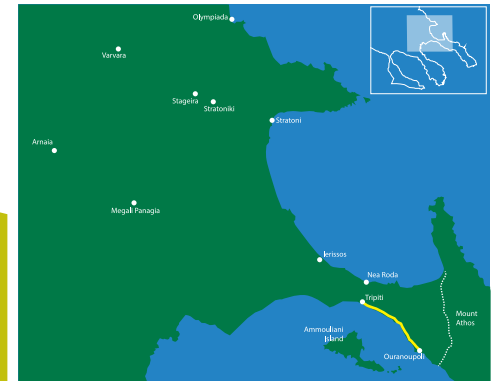 Olympiada
Varvara
Stageira
Stratoniki
Stratoni
Arnaia
Megali Panagia
Ierissos
Nea Roda
Tripiti
Mount
Athos
Ammouliani
Island
Ouranoupoli